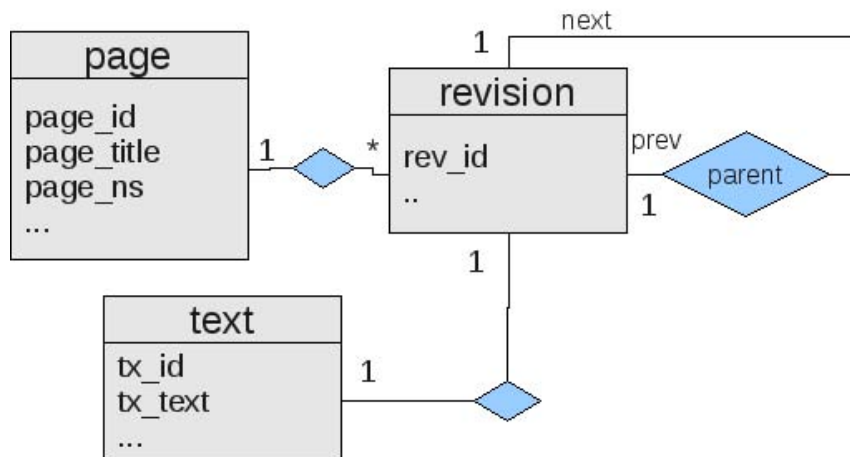 page
page_id
page_title
page_ns
...
1
*
revision
rev_id
..
1
next
prev
1
parent
1
text
tx_id
tx_text
...
1